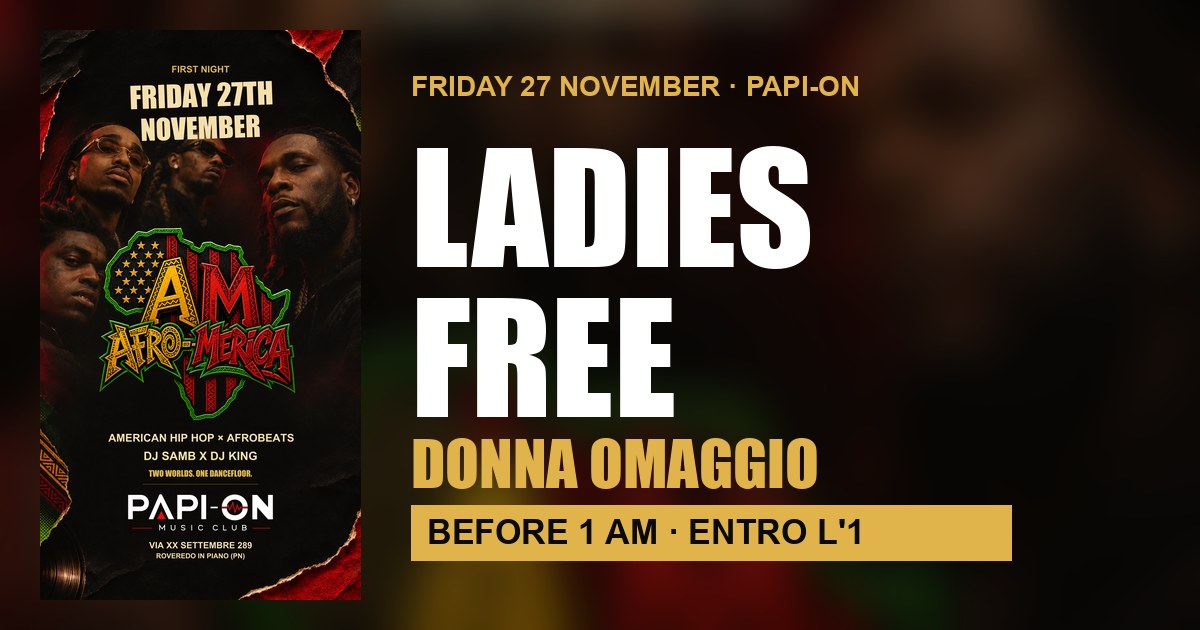 FIRST NIGHT
FRIDAY 27TH
NOVEMBER
AM
AFRO-MERICA
AMERICAN HIP HOP × AFROBEATS
DJ SAMB X DJ KING
TWO WORLDS. ONE DANCEFLOOR.
PAPI-ON
MUSIC CLUB
VIA XX SETTEMBRE 289
ROVEREDO IN PIANO (PN)
FRIDAY 27 NOVEMBER · PAPI-ON
LADIES
FREE
DONNA OMAGGIO
BEFORE 1 AM · ENTRO L'1